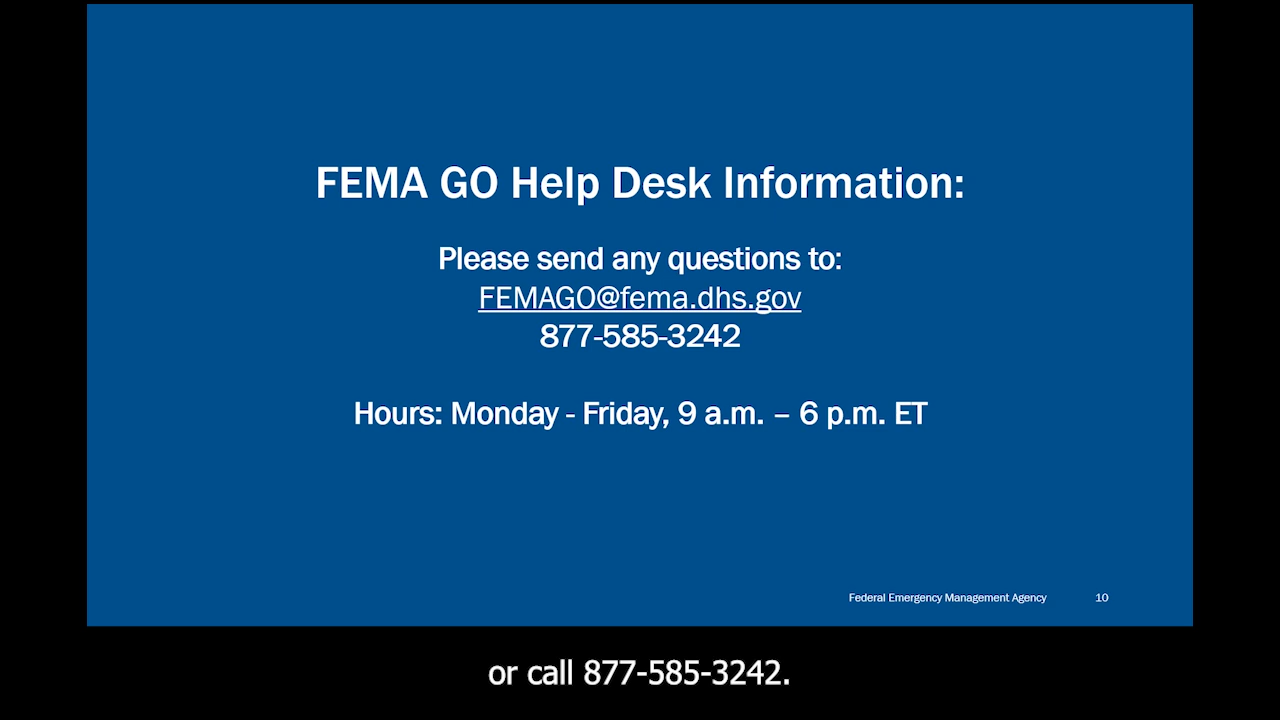 FEMA GO Help Desk Information:
Please send any questions to:
FEMAGO@fema.dhs.gov
877-585-3242
Hours: Monday - Friday, 9 a.m. – 6 p.m. ET
Federal Emergency Management Agency 10
or call 877-585-3242.